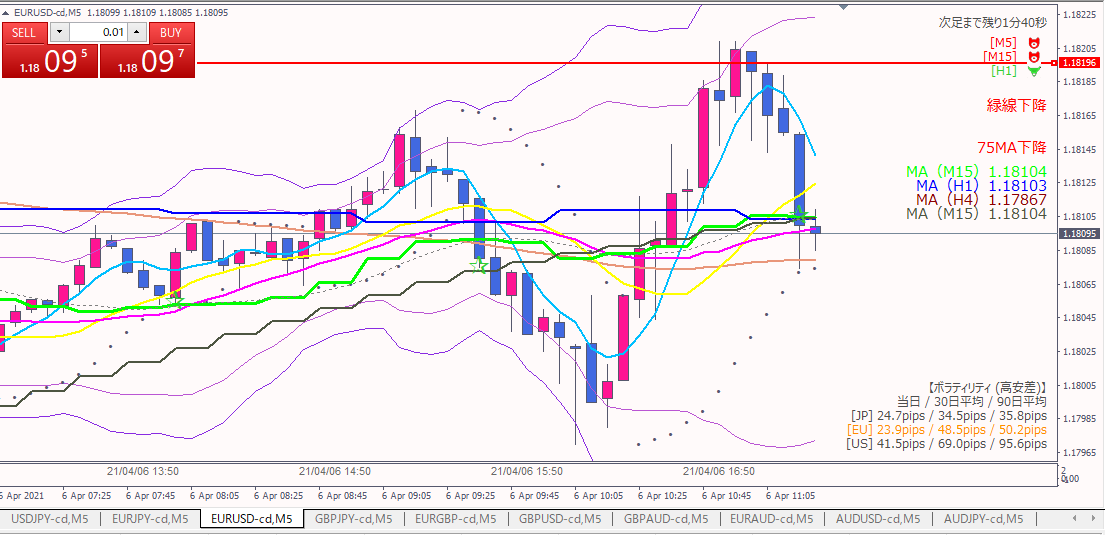 EURUSD-cd,M5 1.18099 1.18109 1.18085 1.18095
SELL 0.01 BUY
1.18 09 5 1.18 09 7
次足まで残り1分40秒
[M5]
[M15]
[H1]
緑線下降
75MA下降
MA（M15）1.18104
MA（H1）1.18103
MA（H4）1.17867
MA（M15）1.18104
【ボラティリティ(高安差)】
当日 / 30日平均 / 90日平均
[JP] 24.7pips / 34.5pips / 35.8pips
[EU] 23.9pips / 48.5pips / 50.2pips
[US] 41.5pips / 69.0pips / 95.6pips
1.18225
1.18205
1.18196
1.18185
1.18165
1.18145
1.18125
1.18105
1.18095
1.18085
1.18065
1.18045
1.18025
1.18005
1.17985
1.17965
21/04/06 13:50 21/04/06 14:50 21/04/06 15:50 21/04/06 16:50
Apr 2021 6 Apr 07:25 6 Apr 07:45 6 Apr 08:05 6 Apr 08:25 6 Apr 08:45 6 Apr 09:05 6 Apr 09:25 6 Apr 09:45 6 Apr 10:05 6 Apr 10:25 6 Apr 10:45 6 Apr 11:05
USDJPY-cd,M5 EURJPY-cd,M5 EURUSD-cd,M5 GBPJPY-cd,M5 EURGBP-cd,M5 GBPUSD-cd,M5 GBPAUD-cd,M5 EURAUD-cd,M5 AUDUSD-cd,M5 AUDJPY-cd,M5